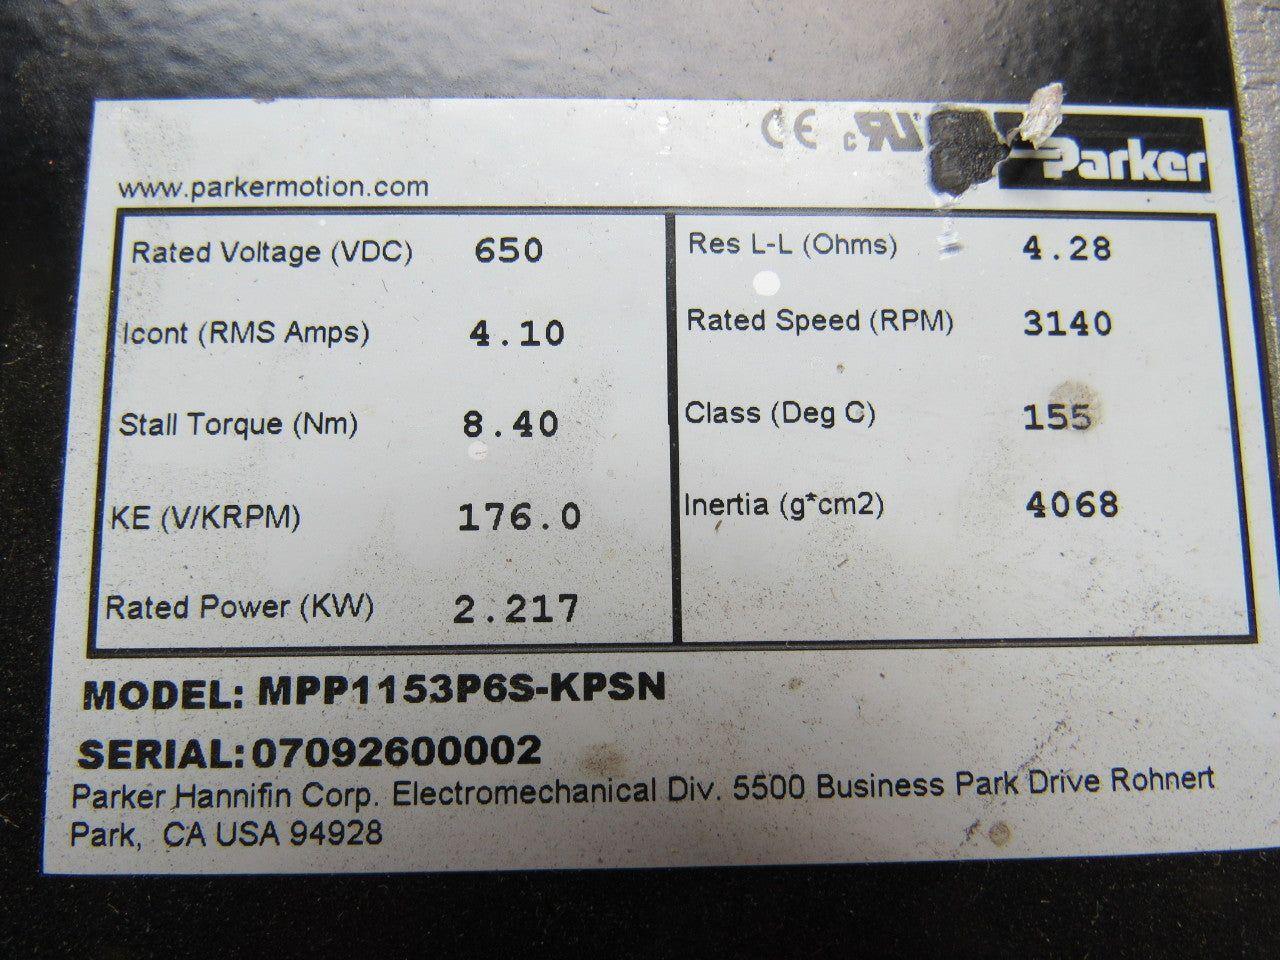 CE cRU Parker
www.parkermotion.com
Rated Voltage (VDC) 650
Icont (RMS Amps) 4.10
Stall Torque (Nm) 8.40
KE (V/KRPM) 176.0
Rated Power (KW) 2.217
Res L-L (Ohms) 4.28
Rated Speed (RPM) 3140
Class (Deg C) 155
Inertia (g*cm2) 4068
MODEL: MPP1153P6S-KPSN
SERIAL: 07092600002
Parker Hannifin Corp. Electromechanical Div. 5500 Business Park Drive Rohnert
Park, CA USA 94928